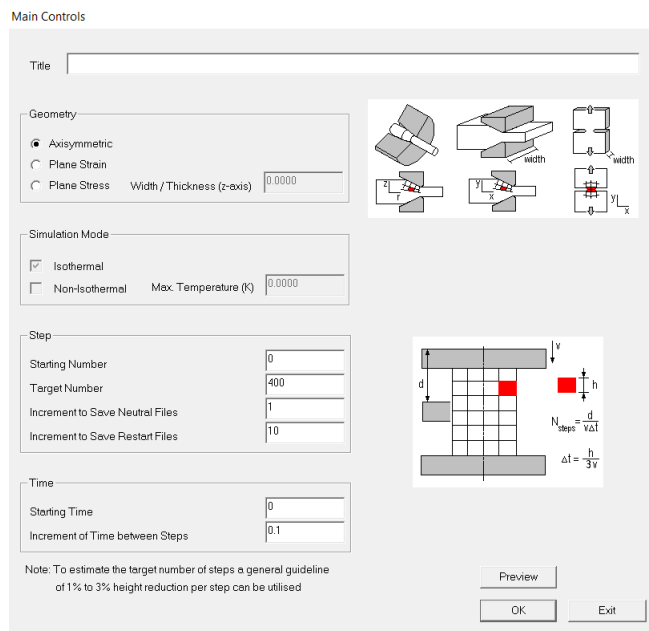 Main Controls
Title
Geometry
Axisymmetric
Plane Strain
Plane Stress Width / Thickness (z-axis) 0.0000
width width
z r y x y x
Simulation Mode
Isothermal
Non-Isothermal Max. Temperature (K) 0.0000
Step
Starting Number 0
Target Number 400
Increment to Save Neutral Files 1
Increment to Save Restart Files 10
v
d h
N steps = d / v∆t
∆t = h / 3v
Time
Starting Time 0
Increment of Time between Steps 0.1
Note: To estimate the target number of steps a general guideline
of 1% to 3% height reduction per step can be utilised
Preview
OK Exit